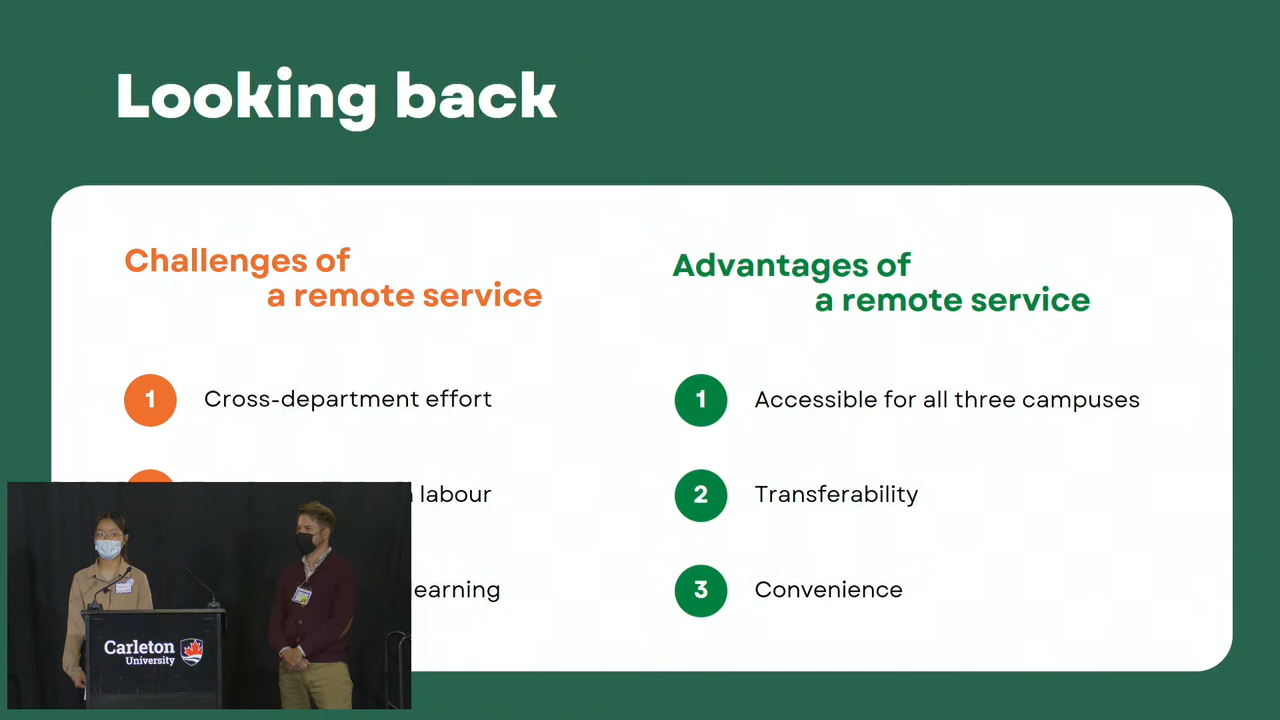 Looking back
Challenges of
a remote service
1
Cross-department effort
labour
Advantages of
a remote service
1
Accessible for all three campuses
2
Transferability
3
Convenience
Carleton
University